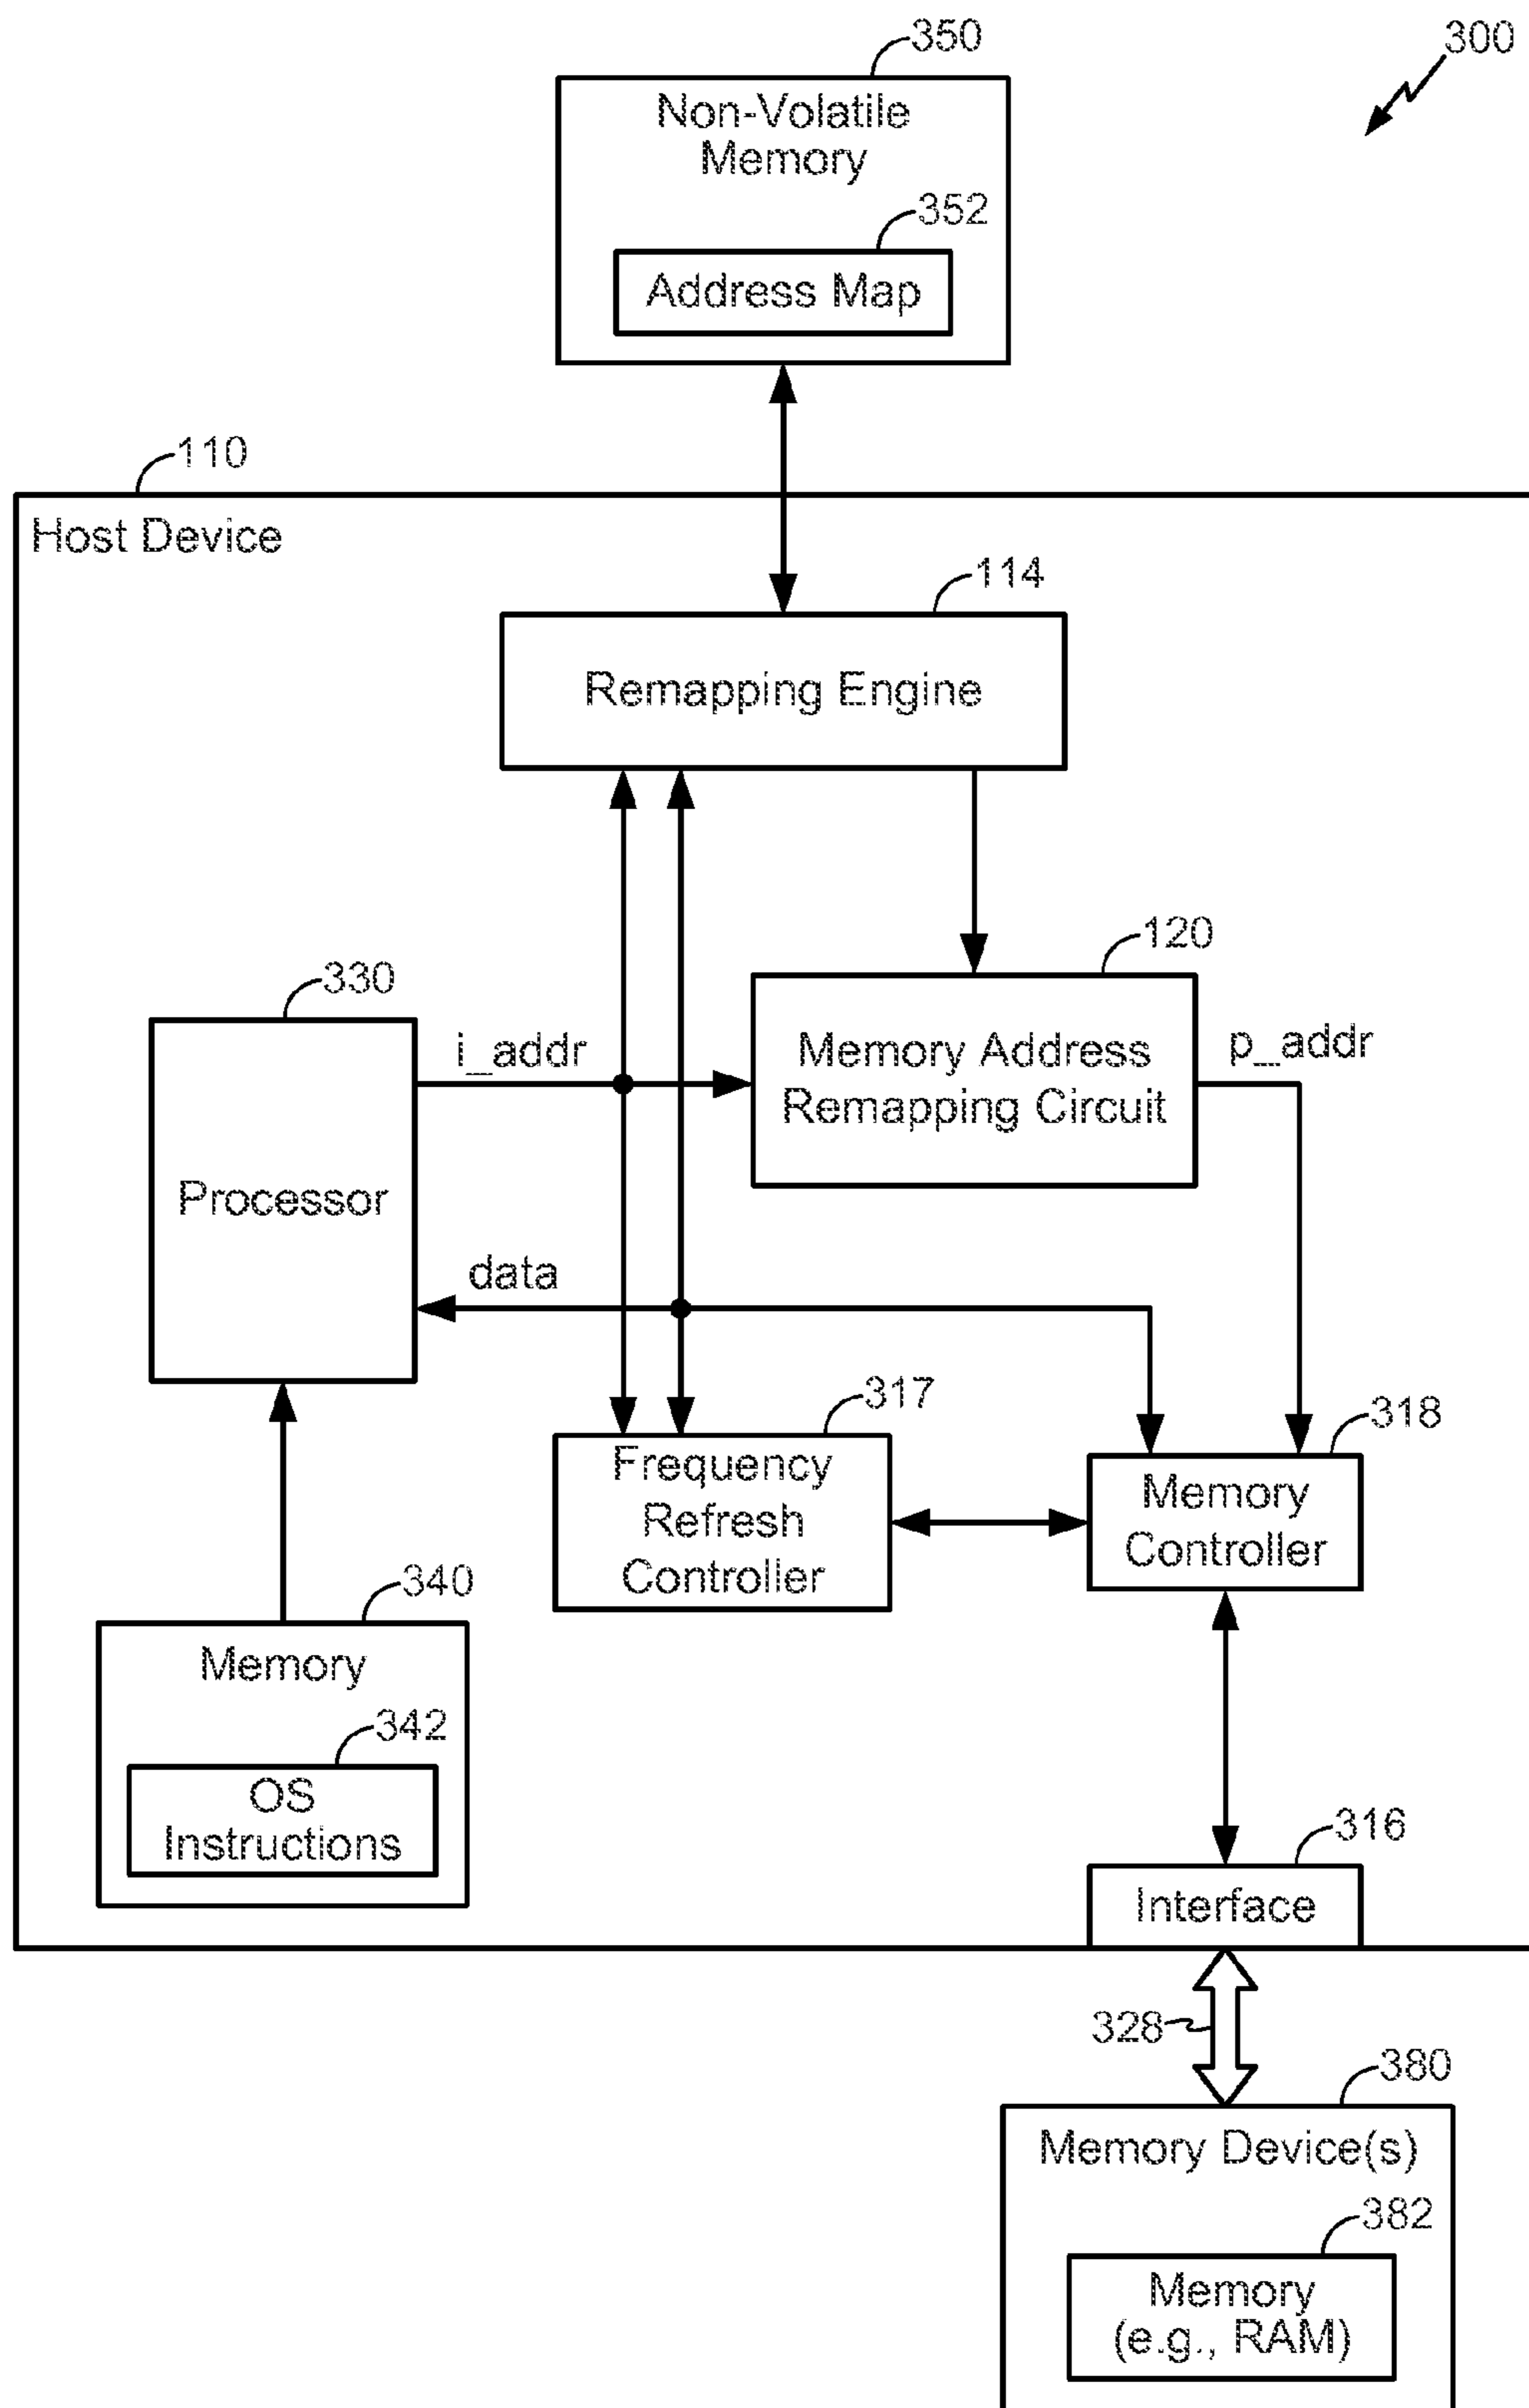 350
300
Non-Volatile
Memory
352
Address Map
110
Host Device
114
Remapping Engine
120
330
i_addr
Memory Address
Remapping Circuit
p_addr
Processor
data
317
318
Frequency
Refresh
Controller
Memory
Controller
340
Memory
342
OS
Instructions
316
Interface
328
380
Memory Device(s)
382
Memory
(e.g., RAM)